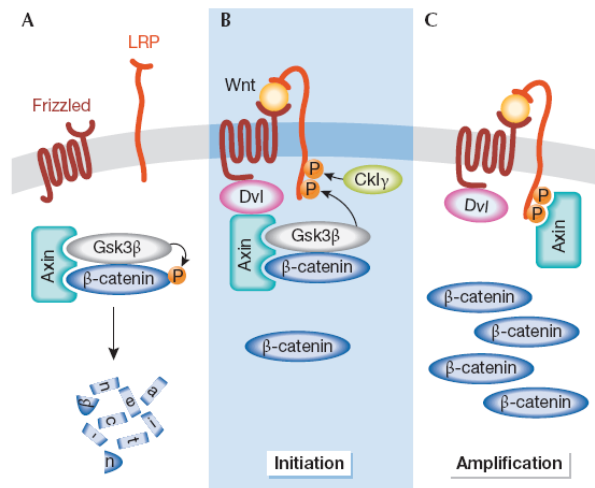 A
LRP
Frizzled
Axin
Gsk3β
β-catenin
P
β
n
e
a
c
t
i
-
n
B
Wnt
P
P
CkIγ
Dvl
Axin
Gsk3β
β-catenin
β-catenin
Initiation
C
P
P
Dvl
Axin
β-catenin
β-catenin
β-catenin
β-catenin
Amplification